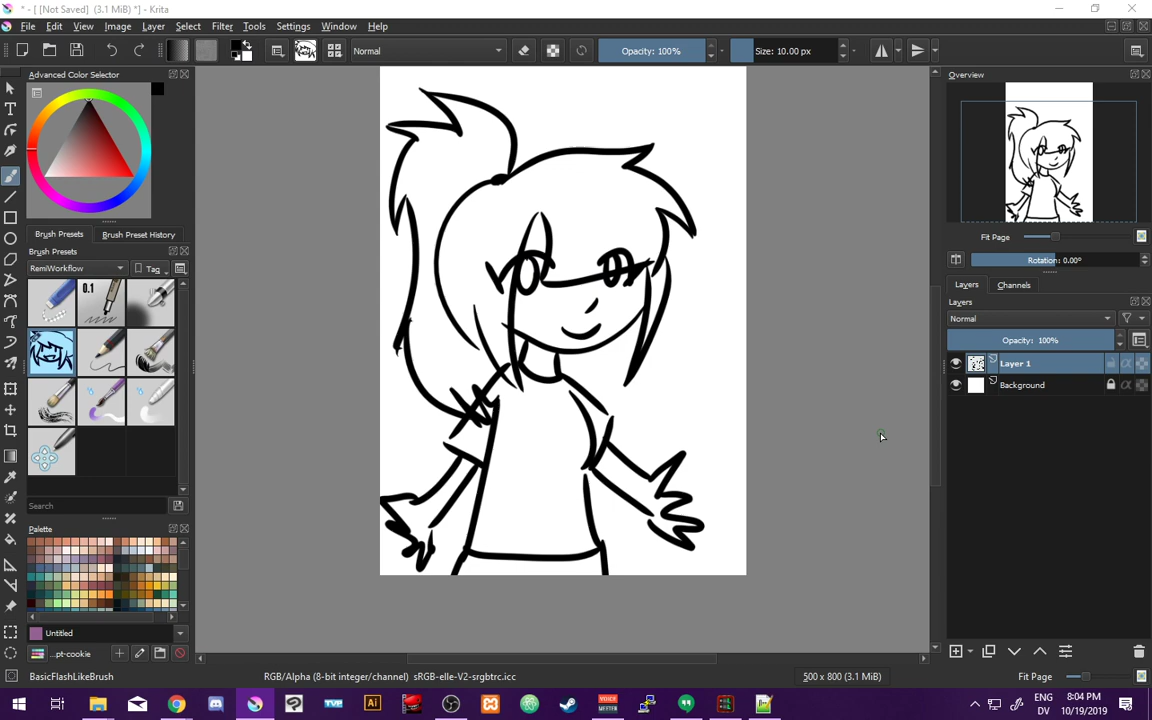 * - [ [Not Saved]  (3.1 MiB) *] - Krita
File Edit View Image Layer Select Filter Tools Settings Window Help
Normal Opacity: 100% Size: 10.00 px
Advanced Color Selector
Overview
Brush Presets Brush Preset History
Fit Page
Brush Presets
Rotation: 0.00°
RemiWorkflow Tag
Layers Channels
0.1
Layers
Normal
Opacity: 100%
Layer 1
Background
Search
Palette
Untitled
...pt-cookie
BasicFlashLikeBrush
RGB/Alpha (8-bit integer/channel) sRGB-elle-V2-srgbtrc.icc
500 x 800 (3.1 MiB)
Fit Page
TVP Ai VOICE MEETER
ENG
DV
8:04 PM
10/19/2019